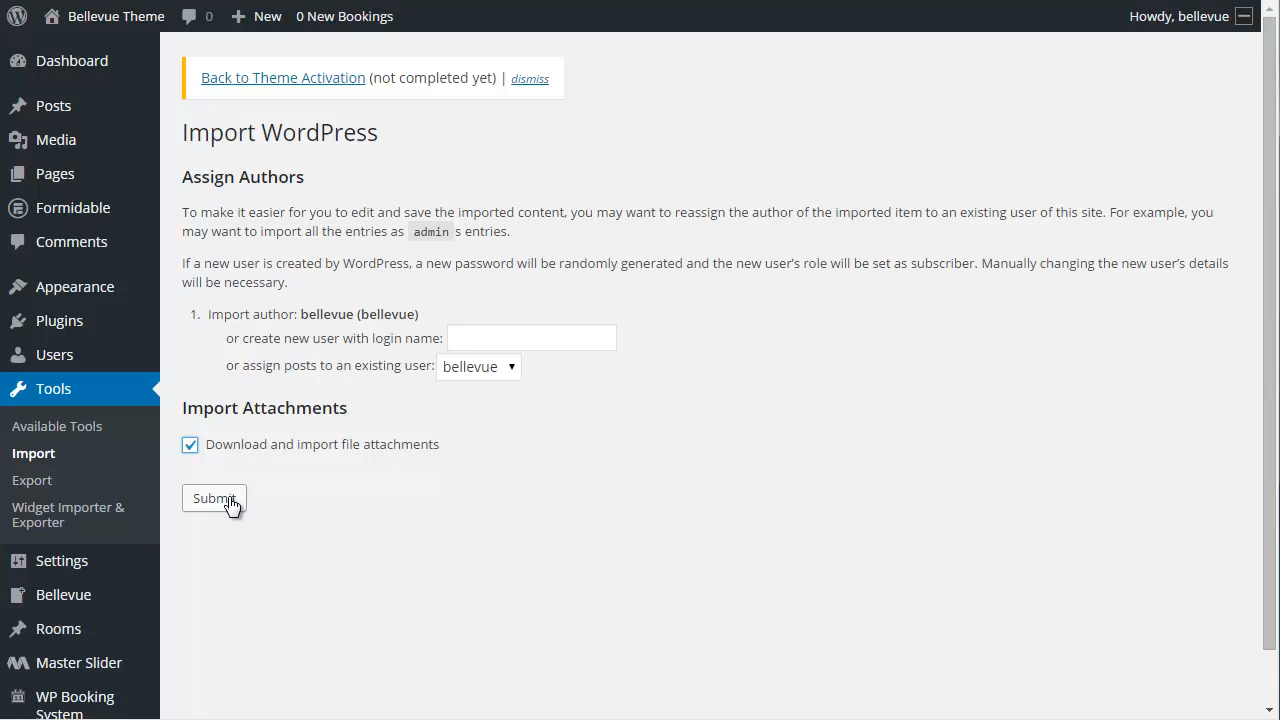 Bellevue Theme 0 New 0 New Bookings Howdy, bellevue
Dashboard
Posts
Media
Pages
Formidable
Comments
Appearance
Plugins
Users
Tools
Available Tools
Import
Export
Widget Importer &
Exporter
Settings
Bellevue
Rooms
Master Slider
WP Booking
System
Back to Theme Activation (not completed yet) | dismiss
Import WordPress
Assign Authors
To make it easier for you to edit and save the imported content, you may want to reassign the author of the imported item to an existing user of this site. For example, you
may want to import all the entries as admin s entries.
If a new user is created by WordPress, a new password will be randomly generated and the new user's role will be set as subscriber. Manually changing the new user's details
will be necessary.
1. Import author: bellevue (bellevue)
or create new user with login name:
or assign posts to an existing user: bellevue
Import Attachments
Download and import file attachments
Submit